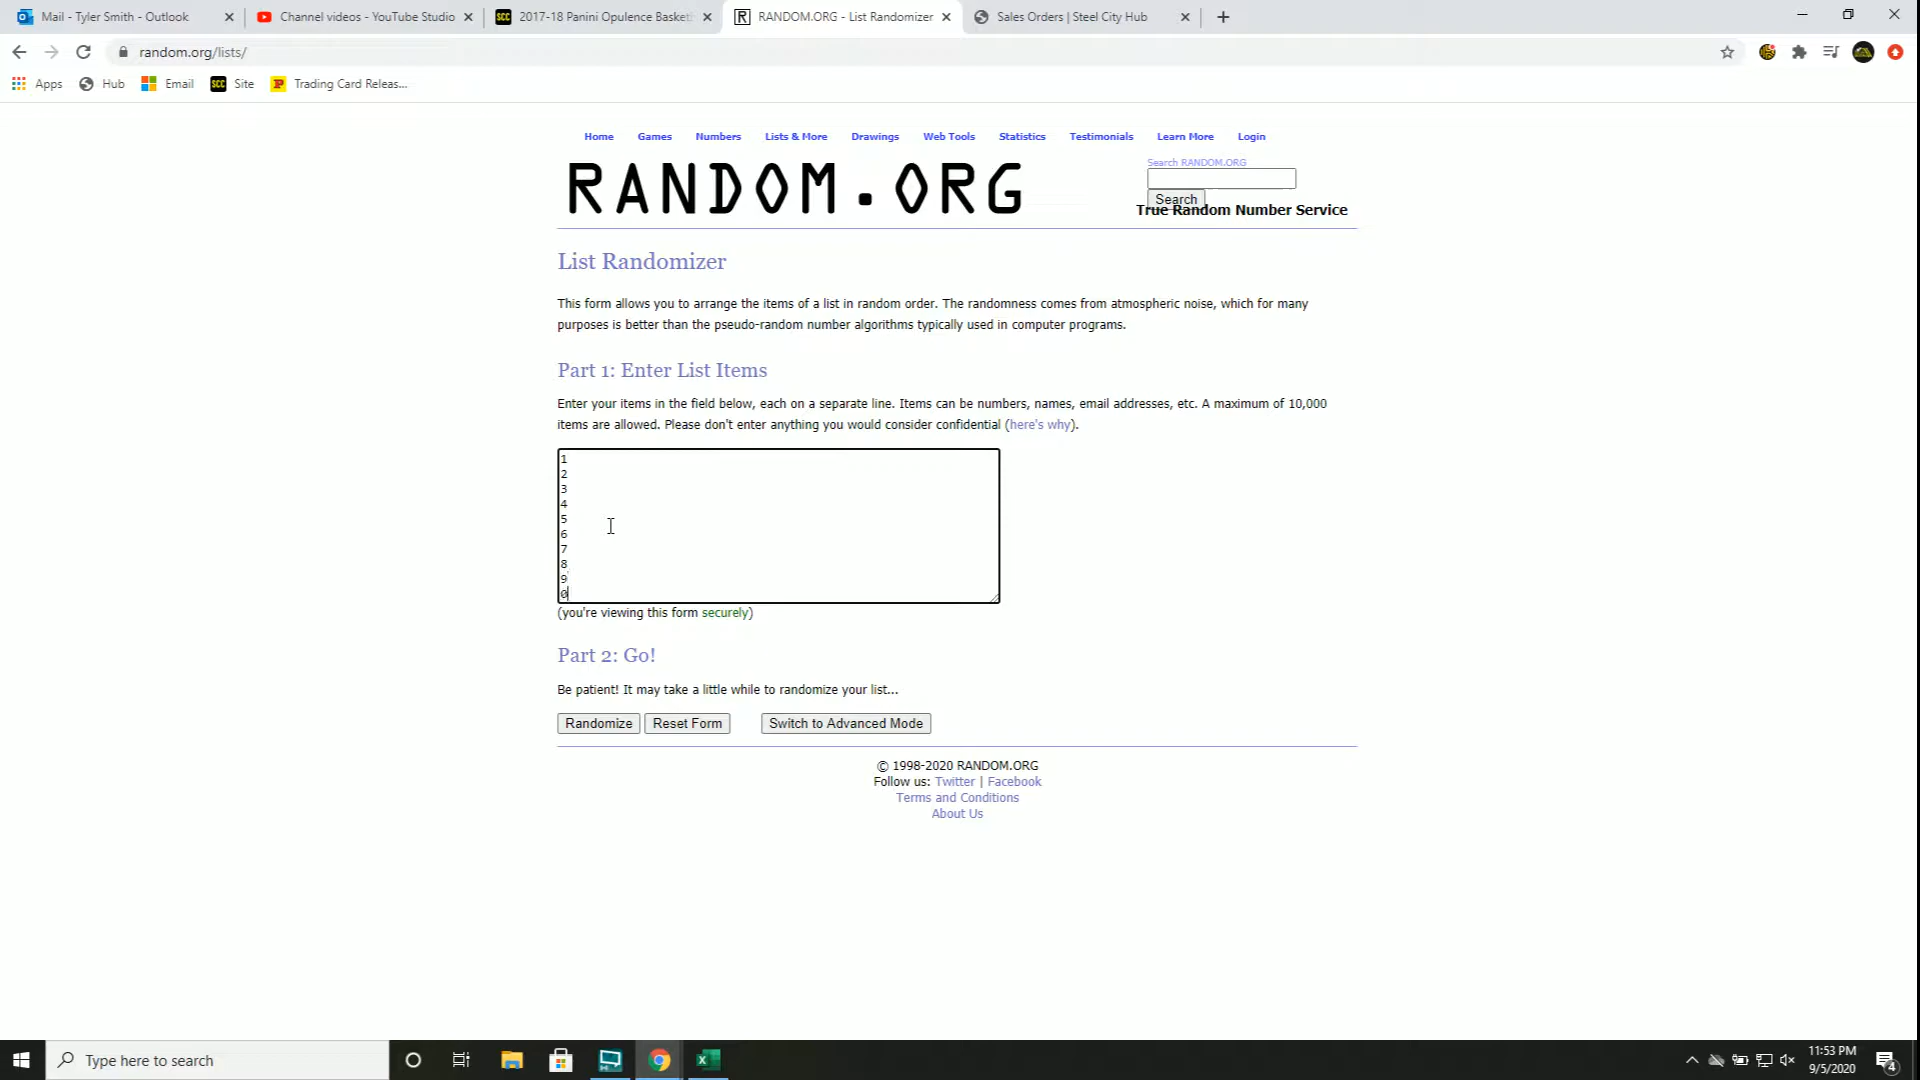 Mail - Tyler Smith - Outlook
Channel videos - YouTube Studio
SCC 2017-18 Panini Opulence Basket
R RANDOM.ORG - List Randomizer
Sales Orders | Steel City Hub
random.org/lists/
Apps
Hub
Email
SCC Site
P Trading Card Releas...
Home
Games
Numbers
Lists & More
Drawings
Web Tools
Statistics
Testimonials
Learn More
Login
RANDOM.ORG
Search RANDOM.ORG
Search
True Random Number Service
List Randomizer
This form allows you to arrange the items of a list in random order. The randomness comes from atmospheric noise, which for many
purposes is better than the pseudo-random number algorithms typically used in computer programs.
Part 1: Enter List Items
Enter your items in the field below, each on a separate line. Items can be numbers, names, email addresses, etc. A maximum of 10,000
items are allowed. Please don't enter anything you would consider confidential (here's why).
1
2
3
4
5
6
7
8
9
0
(you're viewing this form securely)
Part 2: Go!
Be patient! It may take a little while to randomize your list...
Randomize
Reset Form
Switch to Advanced Mode
© 1998-2020 RANDOM.ORG
Follow us: Twitter | Facebook
Terms and Conditions
About Us
Type here to search
11:53 PM
9/5/2020
4